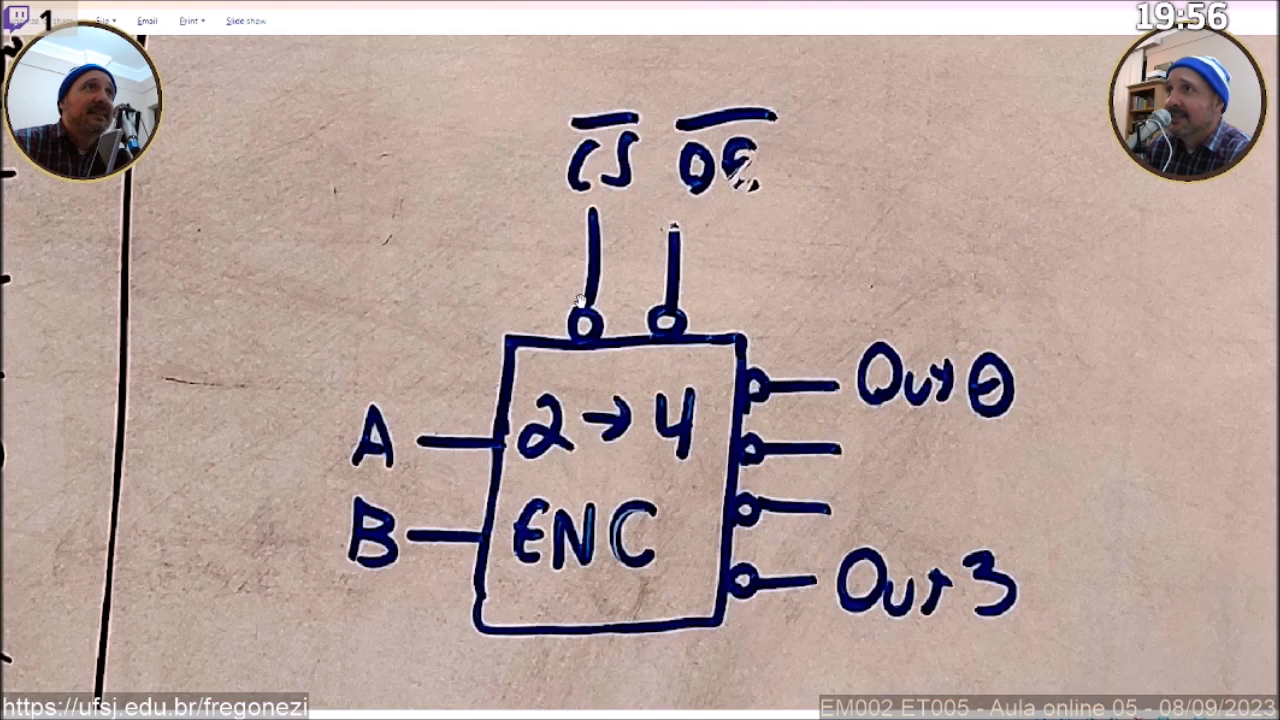 1
File
Email
Print
Slide show
19:56
CS OE
2→4
ENC
A
B
Out 0
Out 3
https://ufsj.edu.br/fregonezi
EM002 ET005 - Aula online 05 - 08/09/2023